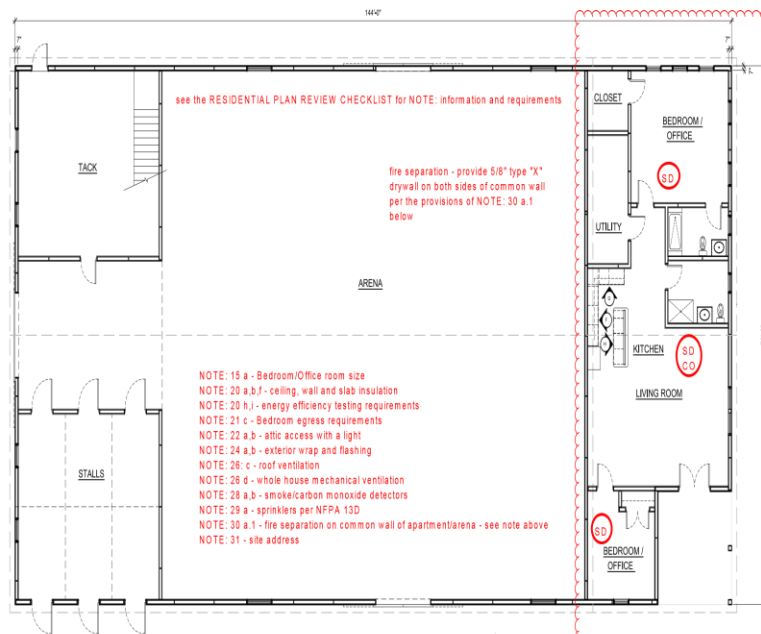 144'-0"
7"
7"
7"
see the RESIDENTIAL PLAN REVIEW CHECKLIST for NOTE: information and requirements
CLOSET
BEDROOM /
OFFICE
TACK
fire separation - provide 5/8" type "X"
drywall on both sides of common wall
per the provisions of NOTE: 30 a.1
below
SD
UTILITY
ARENA
KITCHEN
SD
CO
LIVING ROOM
NOTE: 15 a - Bedroom/Office room size
NOTE: 20 a,b,f - ceiling, wall and slab insulation
NOTE: 20 h,i - energy efficiency testing requirements
NOTE: 21 c - Bedroom egress requirements
NOTE: 22 a,b - attic access with a light
NOTE: 24 a,b - exterior wrap and flashing
NOTE: 26: c - roof ventilation
NOTE: 26 d - whole house mechanical ventilation
NOTE: 28 a,b - smoke/carbon monoxide detectors
NOTE: 29 a - sprinklers per NFPA 13D
NOTE: 30 a.1 - fire separation on common wall of apartment/arena - see note above
NOTE: 31 - site address
STALLS
SD
BEDROOM /
OFFICE